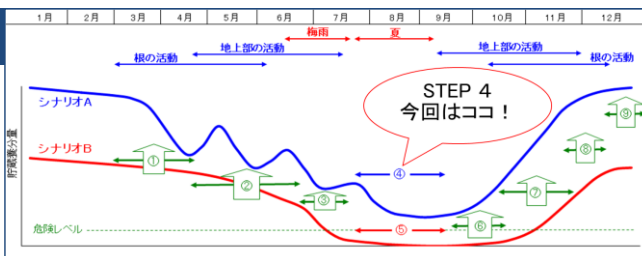 1月 2月 3月 4月 5月 6月 7月 8月 9月 10月 11月 12月
梅雨 夏
地上部の活動 地上部の活動
根の活動 根の活動
STEP 4
今回はココ！
シナリオA
シナリオB
貯蔵養分量
危険レベル
①
②
③
④
⑤
⑥
⑦
⑧
⑨